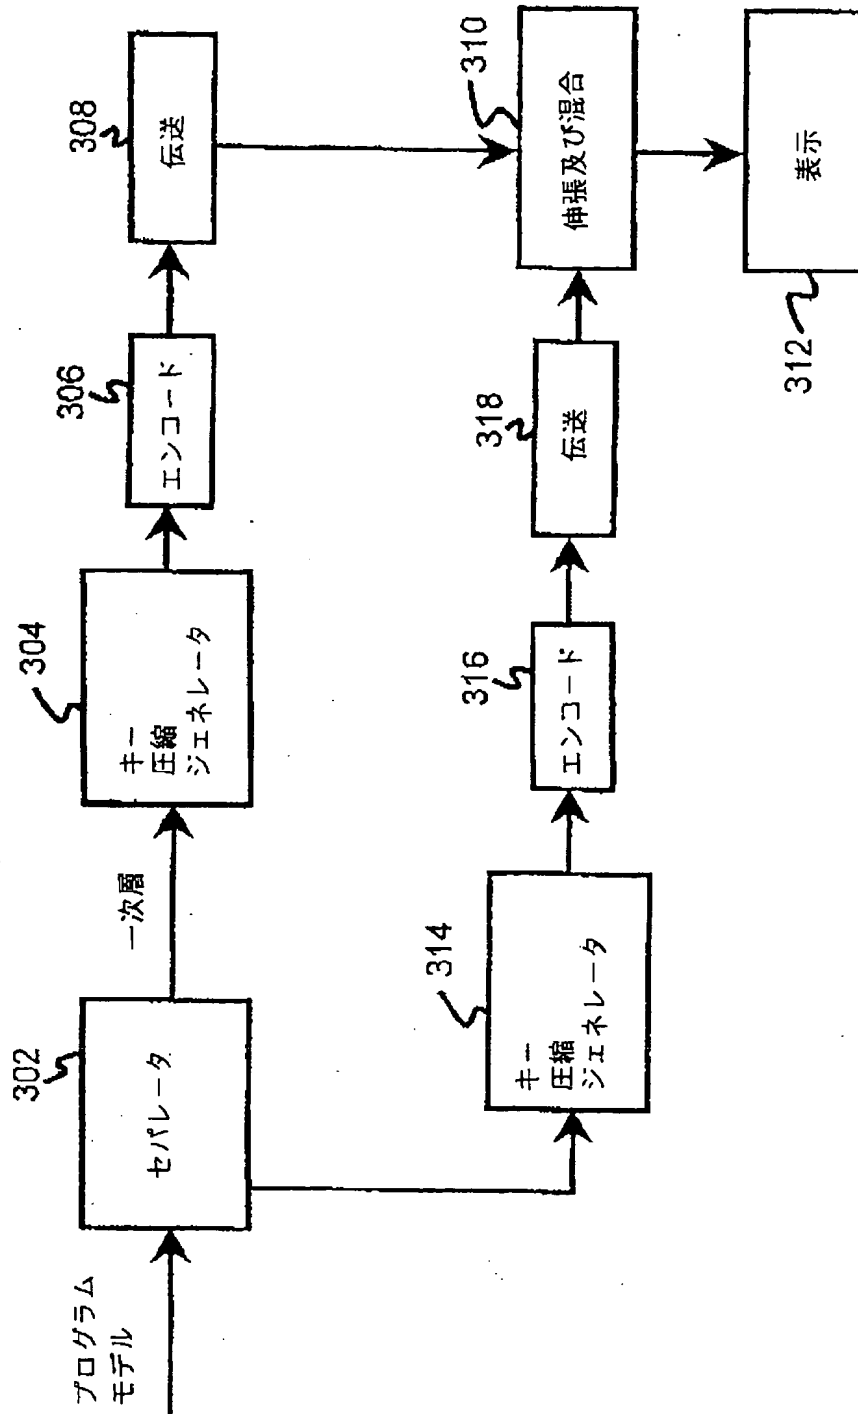 プログラム
モデル
302
セパレータ
一次層
304
キー
圧縮
ジェネレータ
306
エンコード
308
伝送
314
キー
圧縮
ジェネレータ
316
エンコード
318
伝送
310
伸張及び混合
312
表示